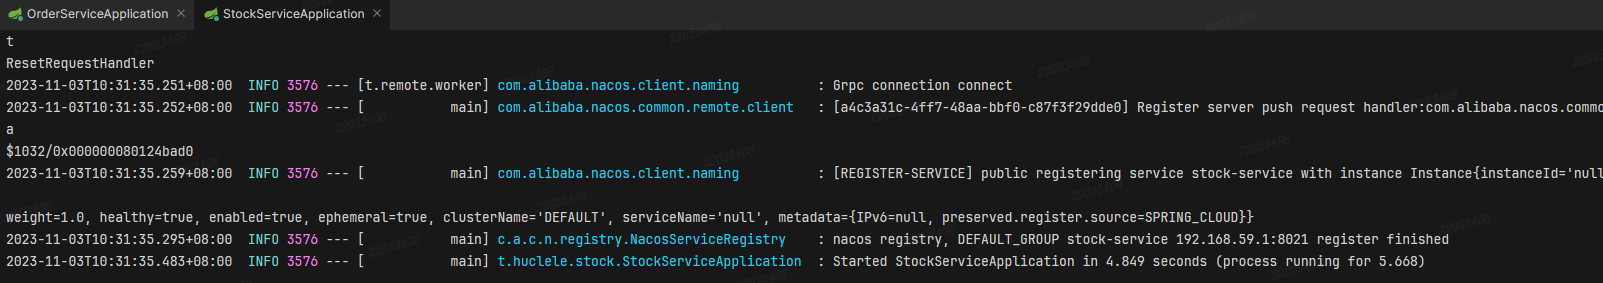 OrderServiceApplication × StockServiceApplication ×
t
ResetRequestHandler
2023-11-03T10:31:35.251+08:00  INFO 3576 --- [t.remote.worker] com.alibaba.nacos.client.naming          : Grpc connection connect
2023-11-03T10:31:35.252+08:00  INFO 3576 --- [           main] com.alibaba.nacos.common.remote.client   : [a4c3a31c-4ff7-48aa-bbf0-c87f3f29dde0] Register server push request handler:com.alibaba.nacos.commo
a
$1032/0x000000080124bad0
2023-11-03T10:31:35.259+08:00  INFO 3576 --- [           main] com.alibaba.nacos.client.naming          : [REGISTER-SERVICE] public registering service stock-service with instance Instance{instanceId='null
weight=1.0, healthy=true, enabled=true, ephemeral=true, clusterName='DEFAULT', serviceName='null', metadata={IPv6=null, preserved.register.source=SPRING_CLOUD}}
2023-11-03T10:31:35.295+08:00  INFO 3576 --- [           main] c.a.c.n.registry.NacosServiceRegistry    : nacos registry, DEFAULT_GROUP stock-service 192.168.59.1:8021 register finished
2023-11-03T10:31:35.483+08:00  INFO 3576 --- [           main] t.huclele.stock.StockServiceApplication  : Started StockServiceApplication in 4.849 seconds (process running for 5.668)